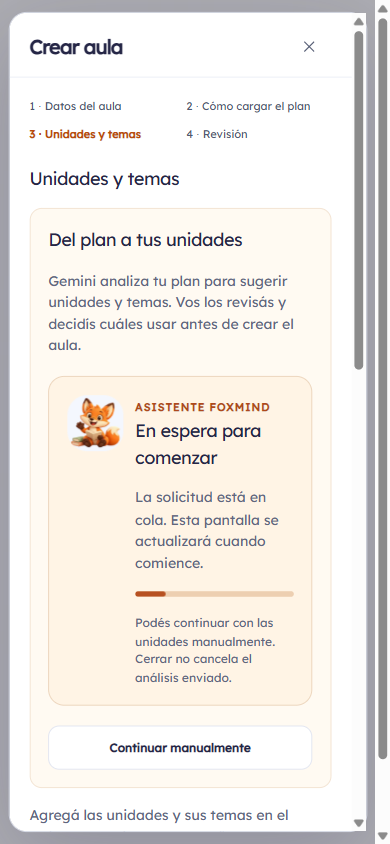 Crear aula
1 · Datos del aula
2 · Cómo cargar el plan
3 · Unidades y temas
4 · Revisión
Unidades y temas
Del plan a tus unidades
Gemini analiza tu plan para sugerir
unidades y temas. Vos los revisás y
decidís cuáles usar antes de crear el
aula.
ASISTENTE FOXMIND
En espera para
comenzar
La solicitud está en
cola. Esta pantalla se
actualizará cuando
comience.
Podés continuar con las
unidades manualmente.
Cerrar no cancela el
análisis enviado.
Continuar manualmente
Agregá las unidades y sus temas en el